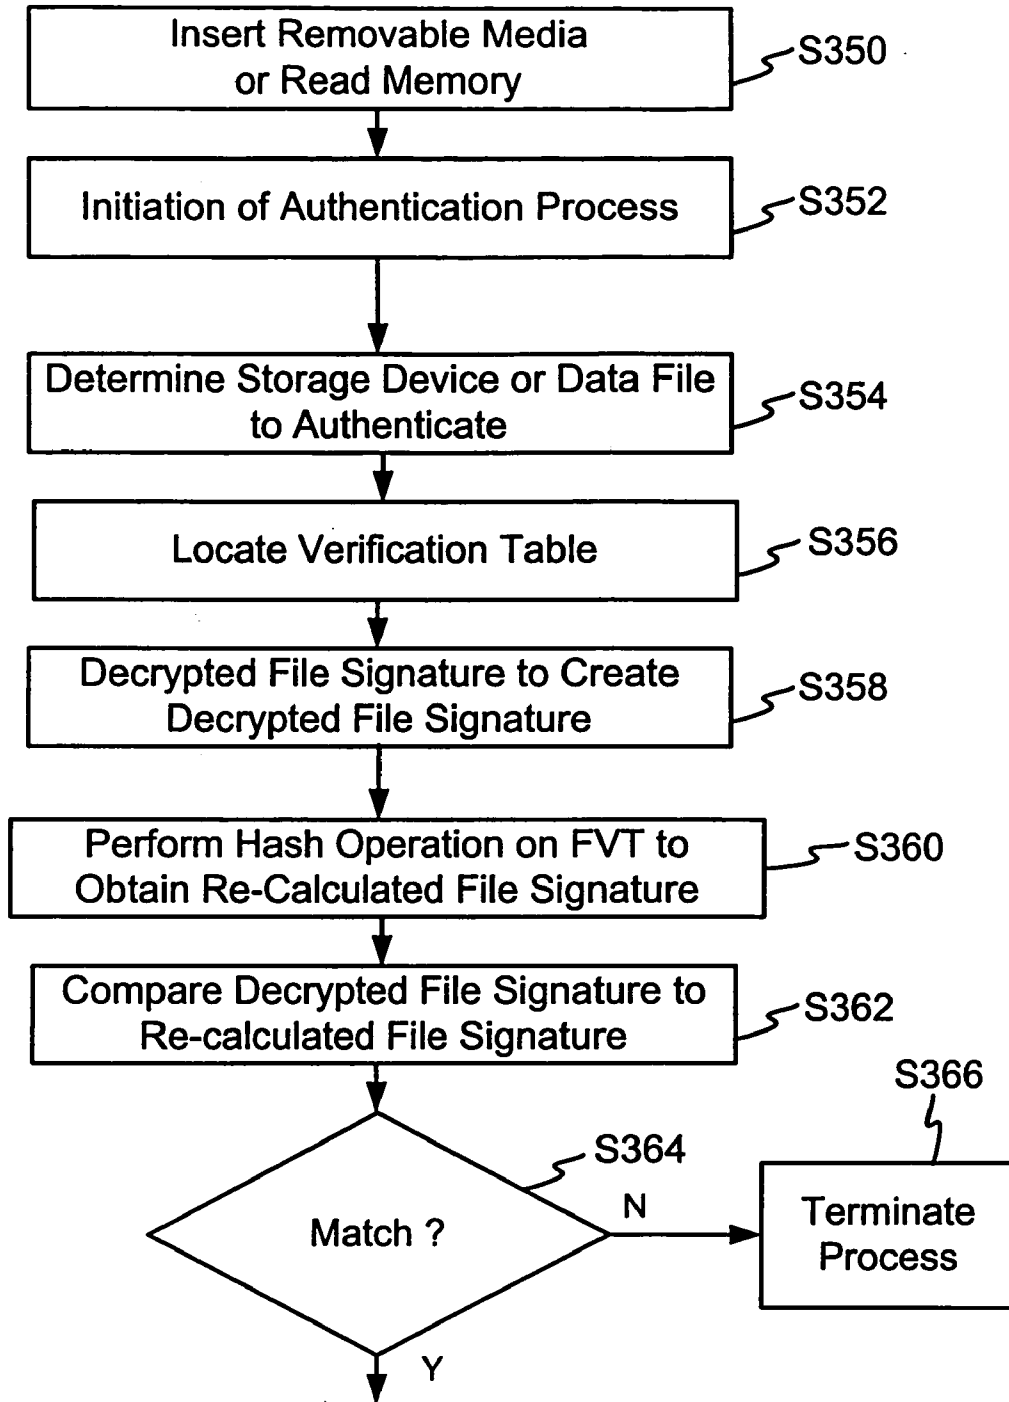 Insert Removable Media
or Read Memory
S350
Initiation of Authentication Process
S352
Determine Storage Device or Data File
to Authenticate
S354
Locate Verification Table
S356
Decrypted File Signature to Create
Decrypted File Signature
S358
Perform Hash Operation on FVT to
Obtain Re-Calculated File Signature
S360
Compare Decrypted File Signature to
Re-calculated File Signature
S362
S366
S364
Match ?
N
Terminate
Process
Y